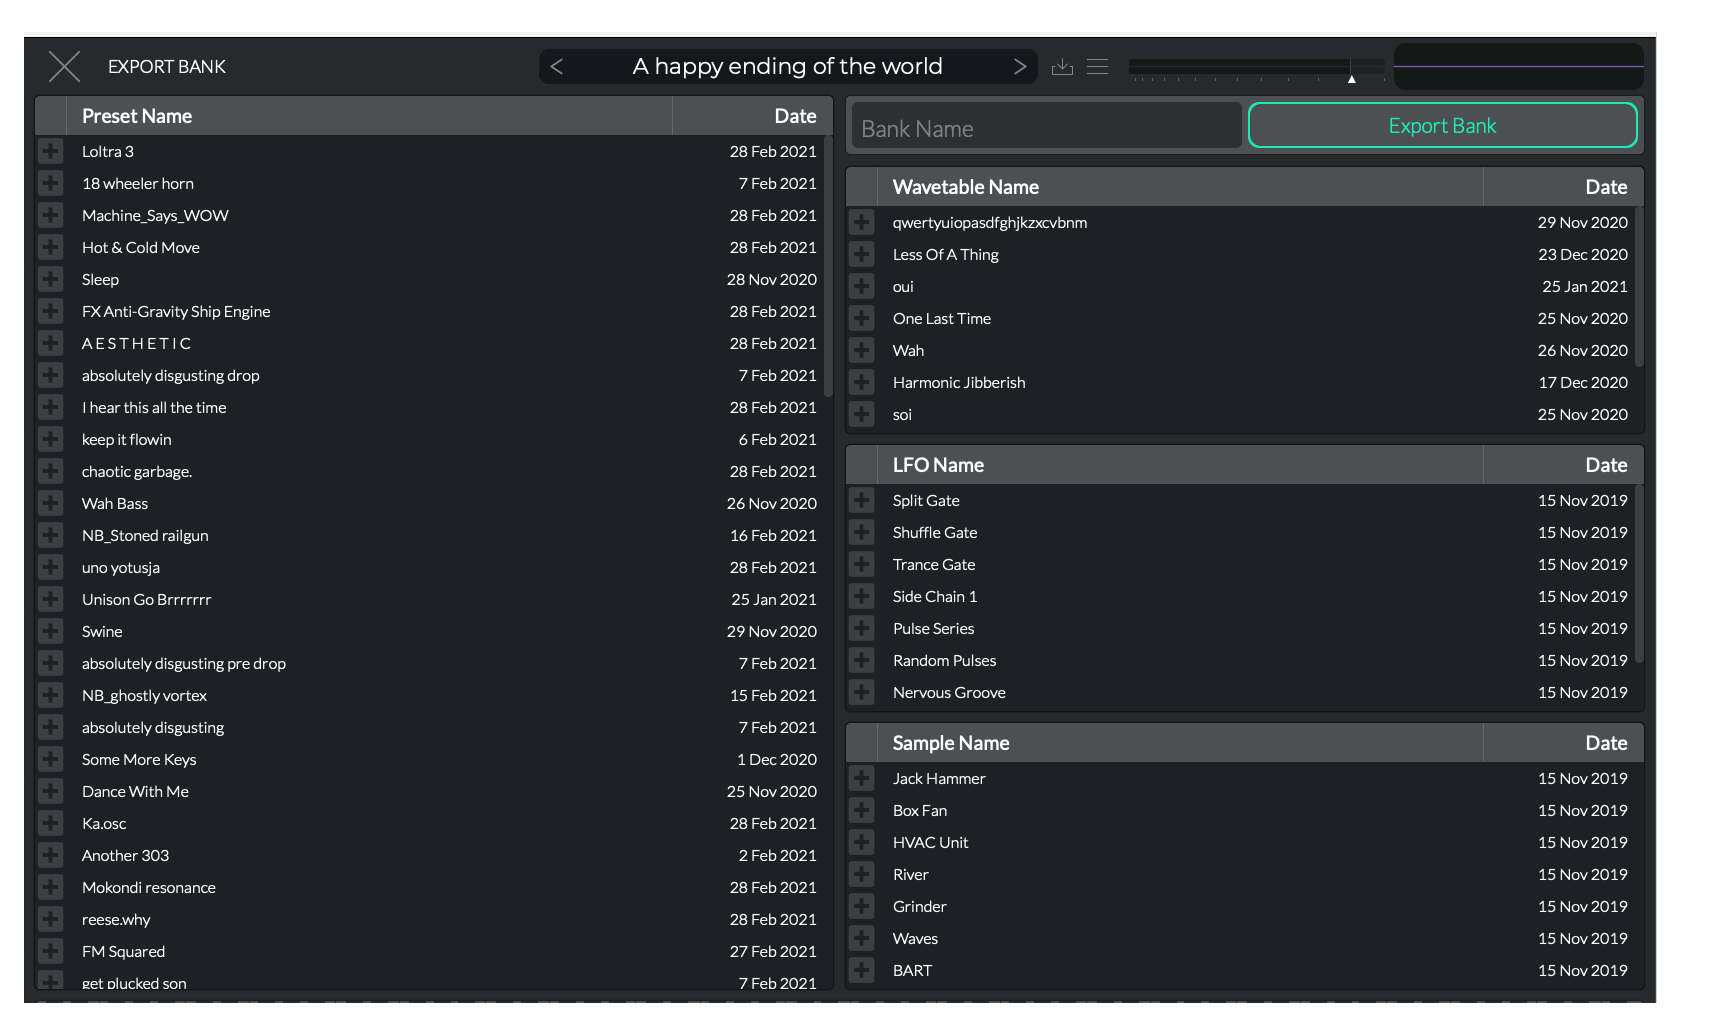 EXPORT BANK
A happy ending of the world
Preset Name Date
Loltra 3 28 Feb 2021
18 wheeler horn 7 Feb 2021
Machine_Says_WOW 28 Feb 2021
Hot & Cold Move 28 Feb 2021
Sleep 28 Nov 2020
FX Anti-Gravity Ship Engine 28 Feb 2021
A E S T H E T I C 28 Feb 2021
absolutely disgusting drop 7 Feb 2021
I hear this all the time 28 Feb 2021
keep it flowin 6 Feb 2021
chaotic garbage. 28 Feb 2021
Wah Bass 26 Nov 2020
NB_Stoned railgun 16 Feb 2021
uno yotusja 28 Feb 2021
Unison Go Brrrrrrr 25 Jan 2021
Swine 29 Nov 2020
absolutely disgusting pre drop 7 Feb 2021
NB_ghostly vortex 15 Feb 2021
absolutely disgusting 7 Feb 2021
Some More Keys 1 Dec 2020
Dance With Me 25 Nov 2020
Ka.osc 28 Feb 2021
Another 303 2 Feb 2021
Mokondi resonance 28 Feb 2021
reese.why 28 Feb 2021
FM Squared 27 Feb 2021
get plucked son 7 Feb 2021
Bank Name Export Bank
Wavetable Name Date
qwertyuiopasdfghjkzxcvbnm 29 Nov 2020
Less Of A Thing 23 Dec 2020
oui 25 Jan 2021
One Last Time 25 Nov 2020
Wah 26 Nov 2020
Harmonic Jibberish 17 Dec 2020
soi 25 Nov 2020
LFO Name Date
Split Gate 15 Nov 2019
Shuffle Gate 15 Nov 2019
Trance Gate 15 Nov 2019
Side Chain 1 15 Nov 2019
Pulse Series 15 Nov 2019
Random Pulses 15 Nov 2019
Nervous Groove 15 Nov 2019
Sample Name Date
Jack Hammer 15 Nov 2019
Box Fan 15 Nov 2019
HVAC Unit 15 Nov 2019
River 15 Nov 2019
Grinder 15 Nov 2019
Waves 15 Nov 2019
BART 15 Nov 2019